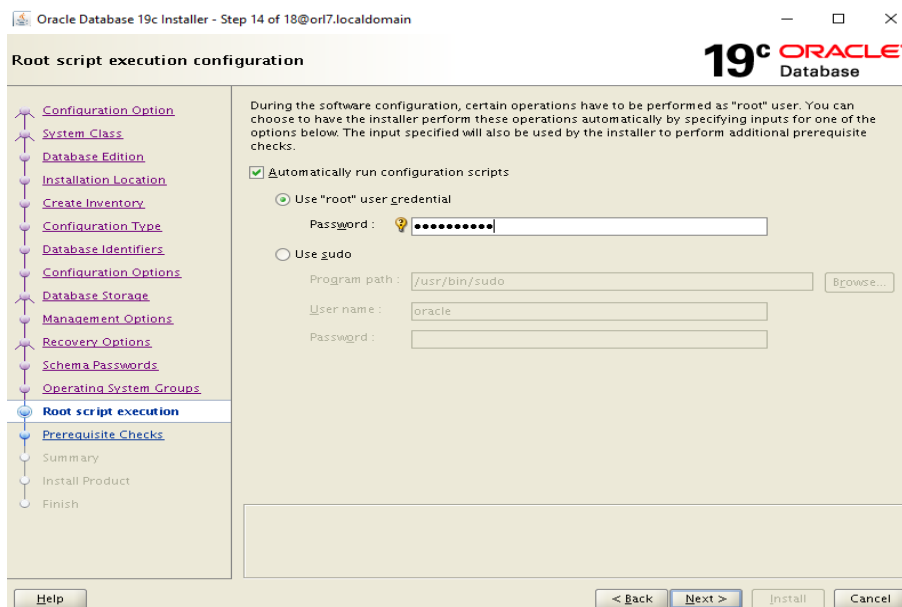 Oracle Database 19c Installer - Step 14 of 18@orl7.localdomain
Root script execution configuration
19c ORACLE
Database
Configuration Option
System Class
Database Edition
Installation Location
Create Inventory
Configuration Type
Database Identifiers
Configuration Options
Database Storage
Management Options
Recovery Options
Schema Passwords
Operating System Groups
Root script execution
Prerequisite Checks
Summary
Install Product
Finish
During the software configuration, certain operations have to be performed as "root" user. You can
choose to have the installer perform these operations automatically by specifying inputs for one of the
options below. The input specified will also be used by the installer to perform additional prerequisite
checks.
Automatically run configuration scripts
Use "root" user credential
Password : ••••••••••
Use sudo
Program path : /usr/bin/sudo Browse...
User name : oracle
Password :
Help < Back Next > Install Cancel